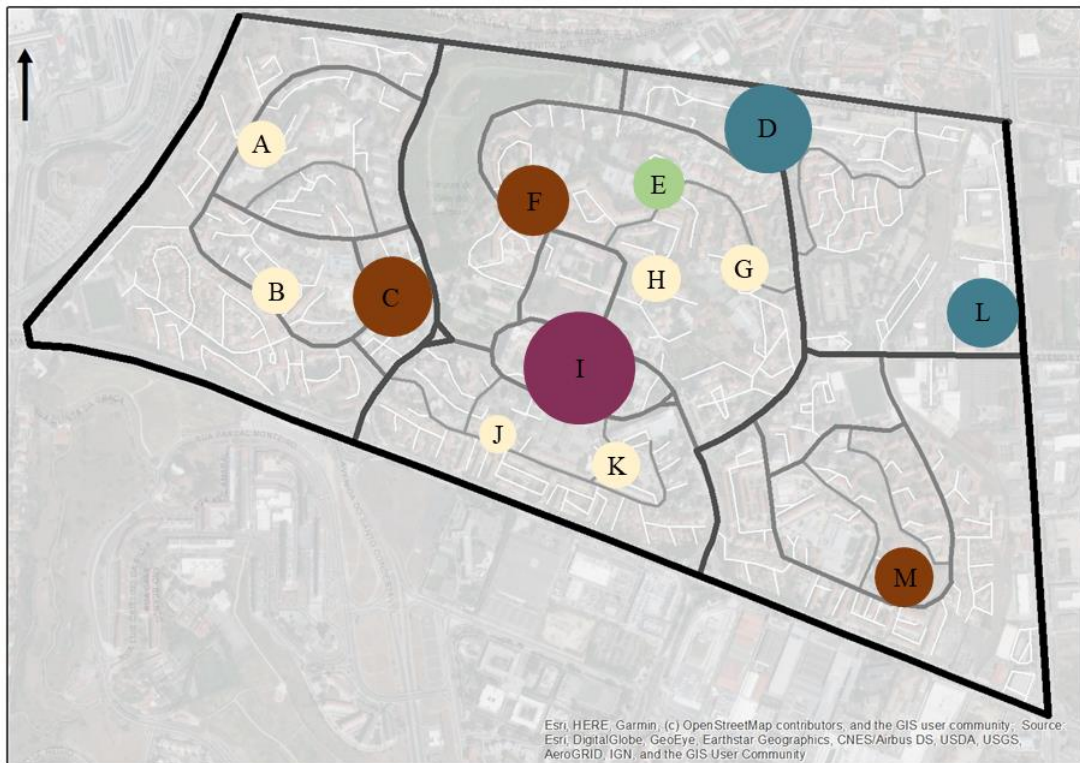 A
B
C
D
E
F
G
H
I
J
K
L
M
Esri, HERE, Garmin, (c) OpenStreetMap contributors, and the GIS user community, Source:
Esri, DigitalGlobe, GeoEye, Earthstar Geographics, CNES/Airbus DS, USDA, USGS,
AeroGRID, IGN, and the GIS User Community